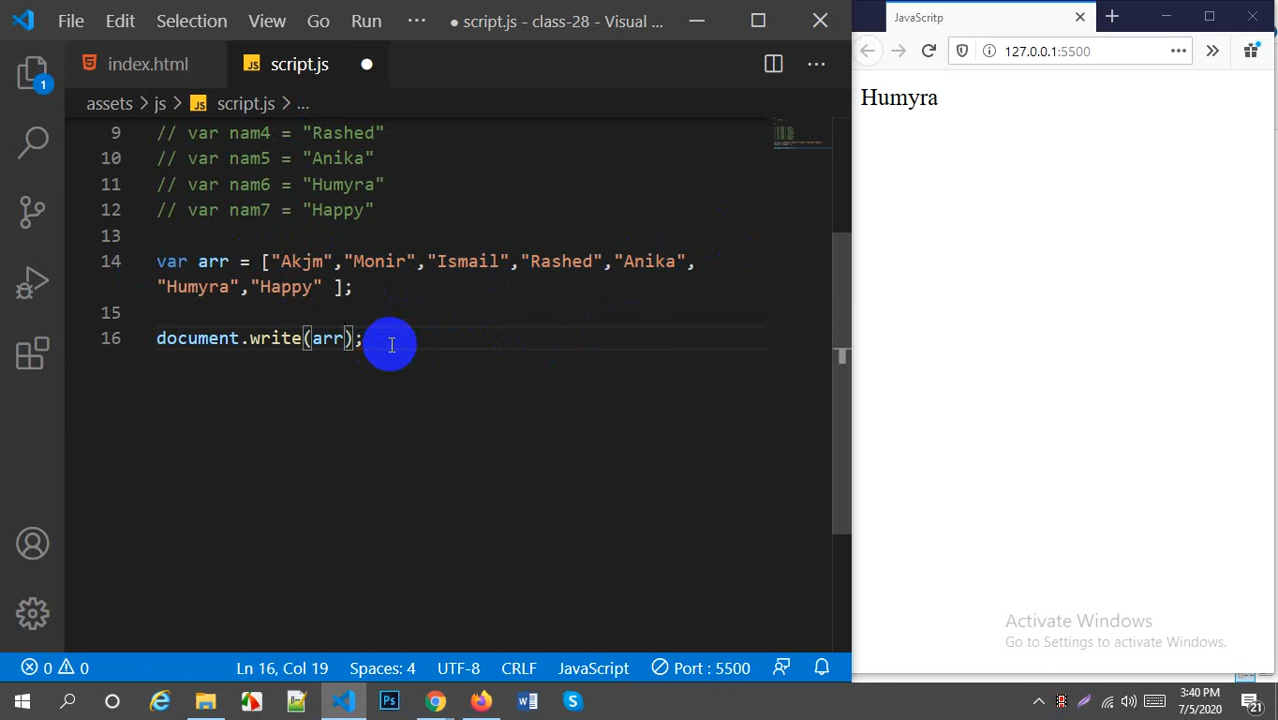 File Edit Selection View Go Run ··· ● script.js - class-28 - Visual ...
index.html script.js ●
assets > js > script.js > ...
9 // var nam4 = "Rashed"
10 // var nam5 = "Anika"
11 // var nam6 = "Humyra"
12 // var nam7 = "Happy"
13
14 var arr = ["Akjm","Monir","Ismail","Rashed","Anika",
"Humyra","Happy" ];
15
16 document.write(arr);
1
0 0 Ln 16, Col 19 Spaces: 4 UTF-8 CRLF JavaScript Port : 5500
JavaScritp
127.0.0.1:5500
Humyra
Activate Windows
Go to Settings to activate Windows.
3:40 PM
7/5/2020
21